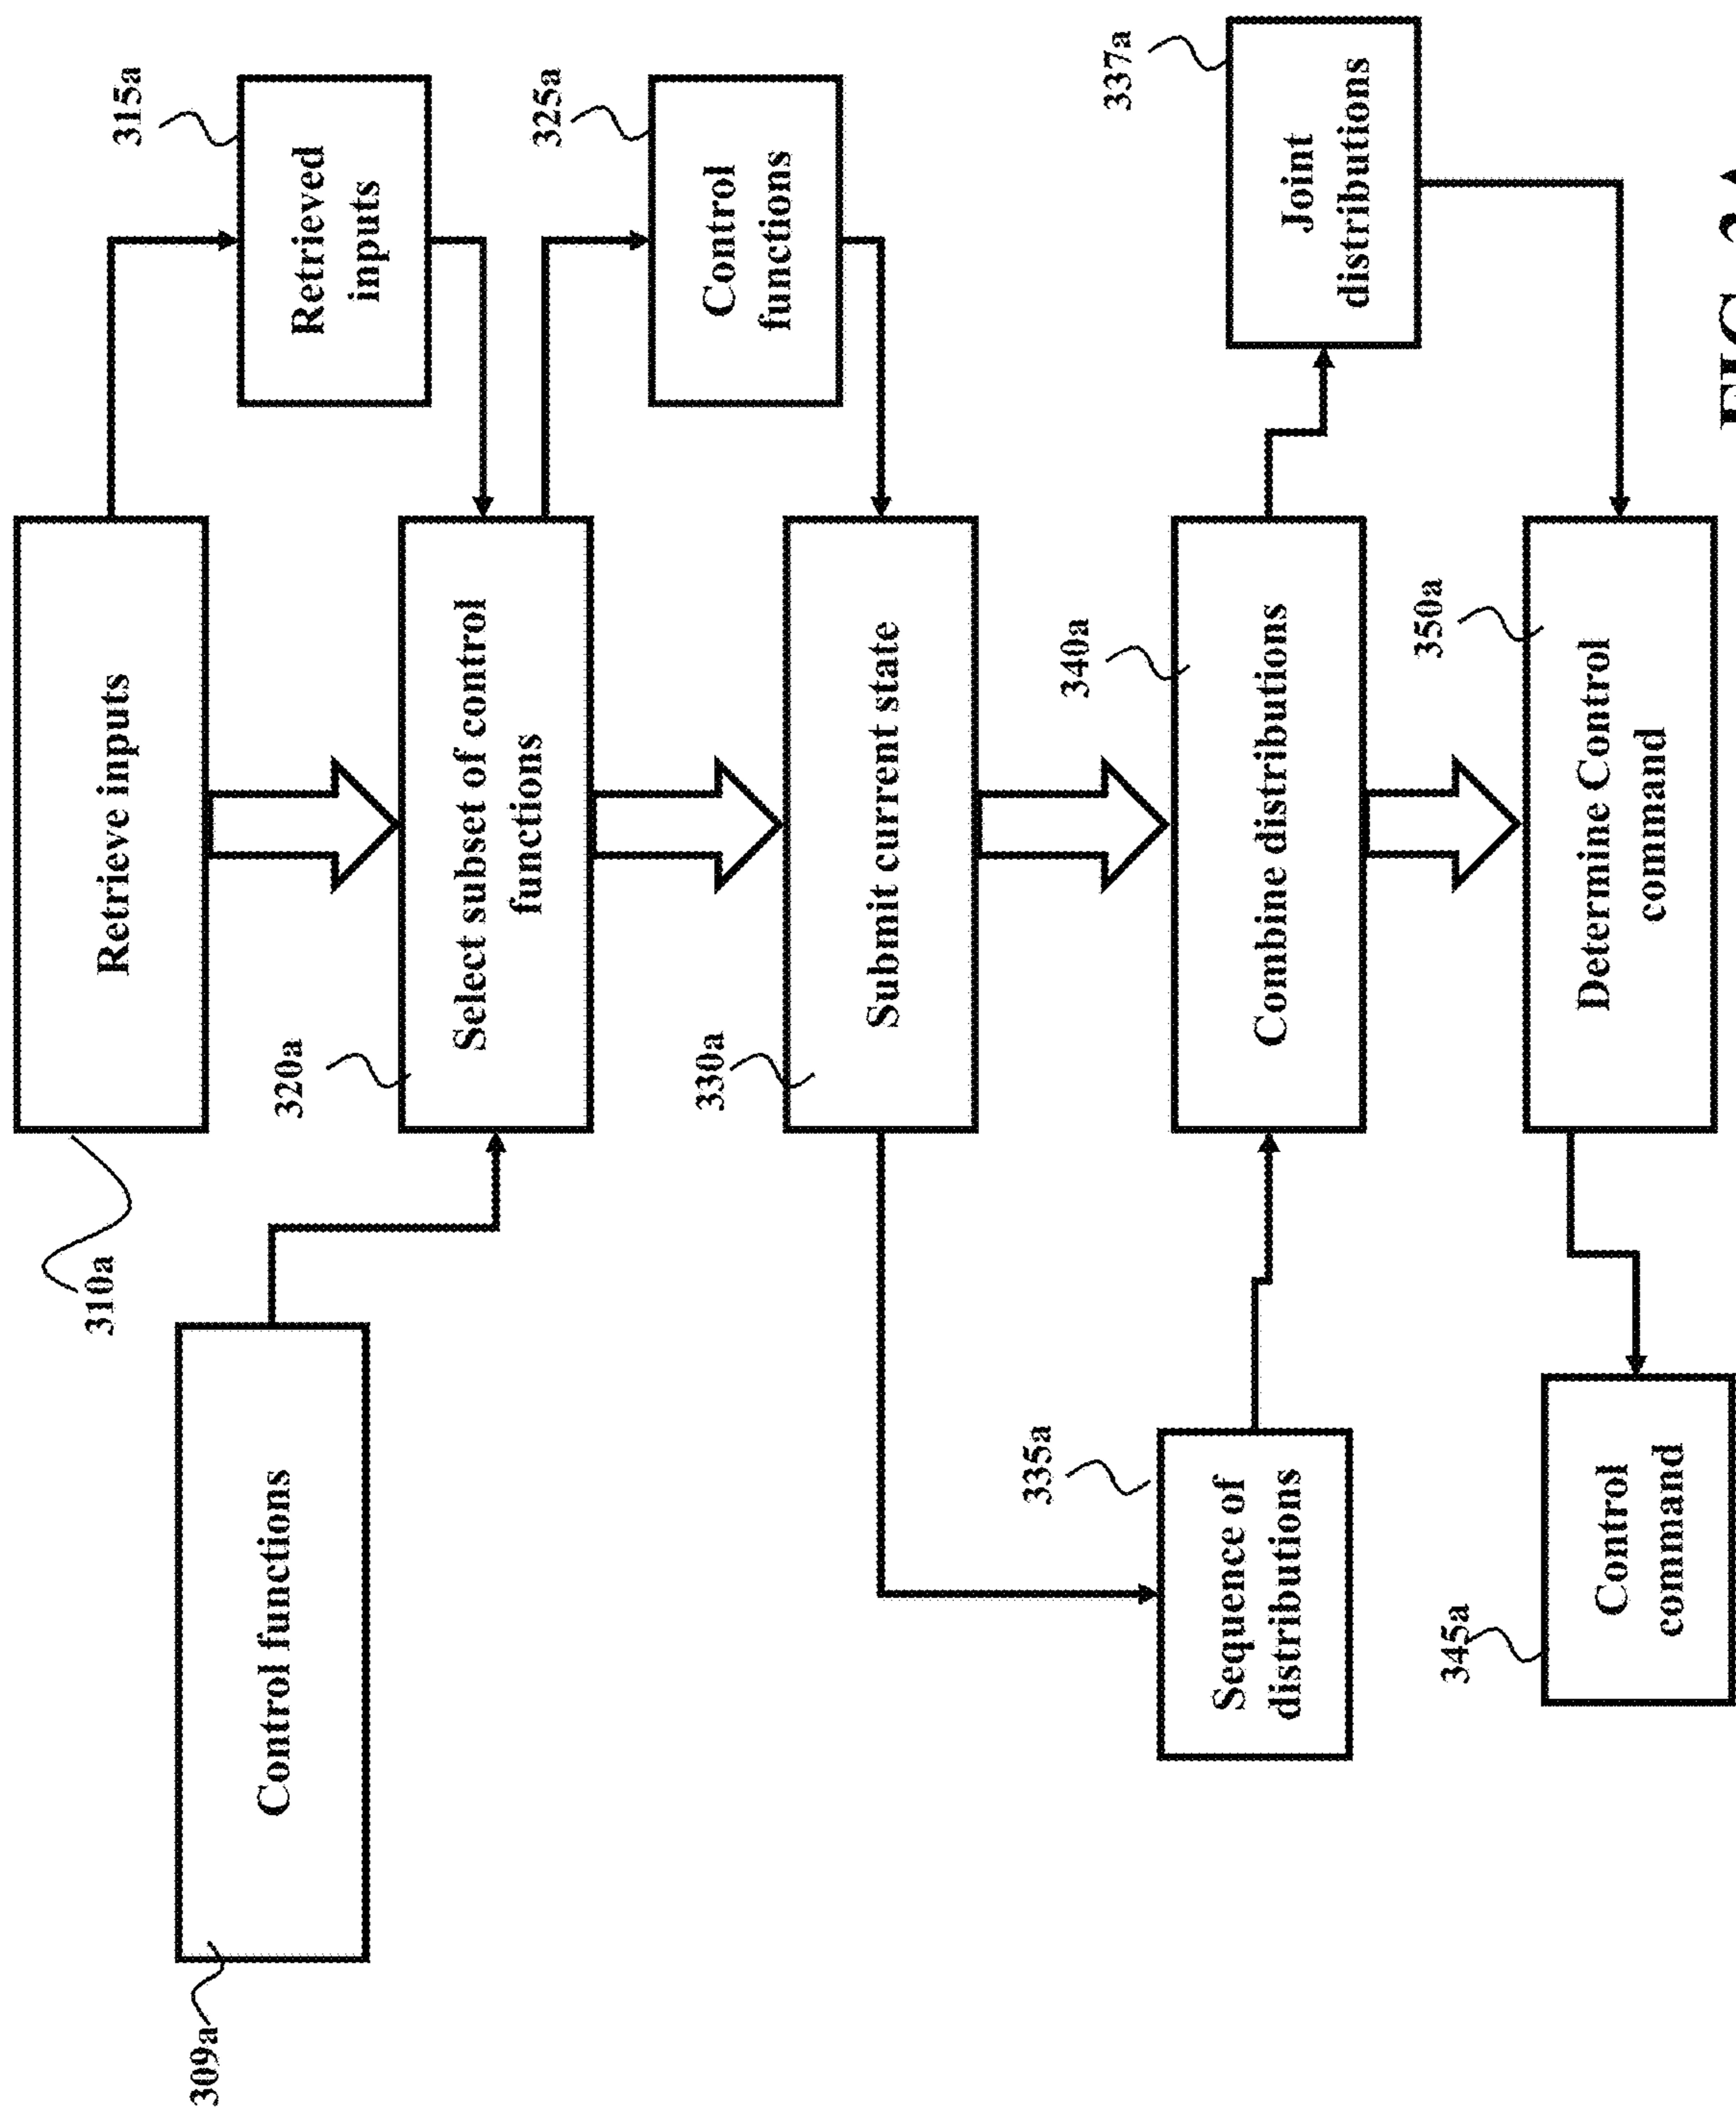 310a
Retrieve inputs
315a
Retrieved
inputs
309a
Control functions
320a
Select subset of control
functions
325a
Control
functions
330a
Submit current state
335a
Sequence of
distributions
340a
Combine distributions
337a
Joint
distributions
350a
Determine Control
command
345a
Control
command